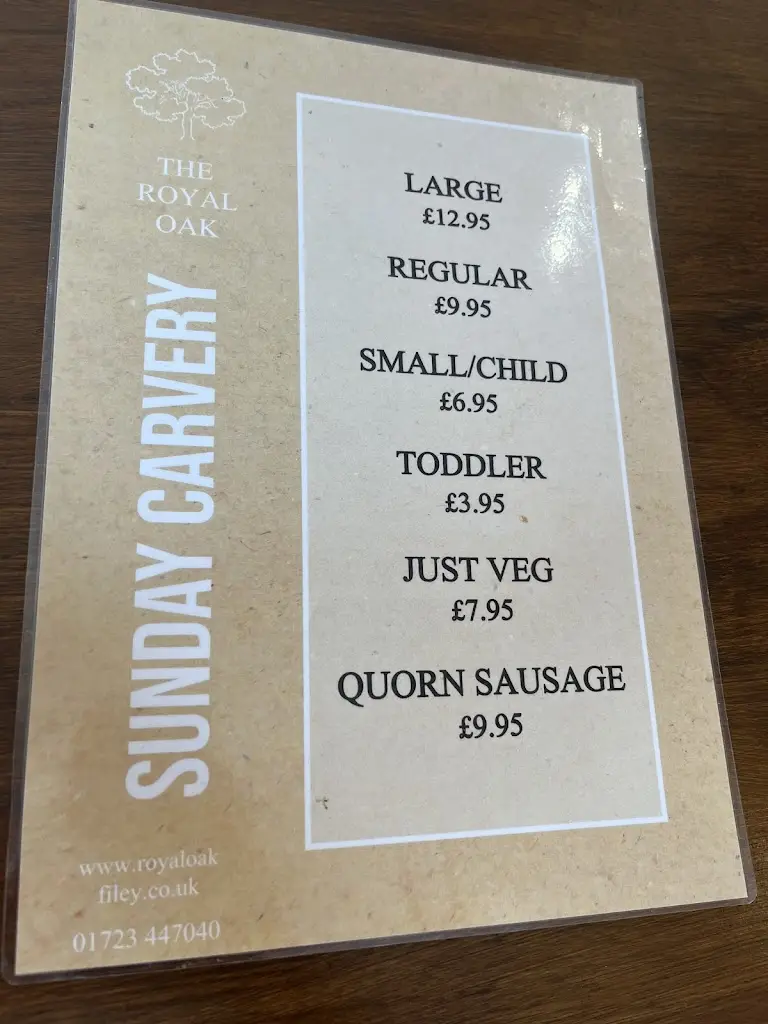 THE
ROYAL
OAK
SUNDAY CARVERY
www.royaloak
filey.co.uk
01723 447040
LARGE
£12.95
REGULAR
£9.95
SMALL/CHILD
£6.95
TODDLER
£3.95
JUST VEG
£7.95
QUORN SAUSAGE
£9.95